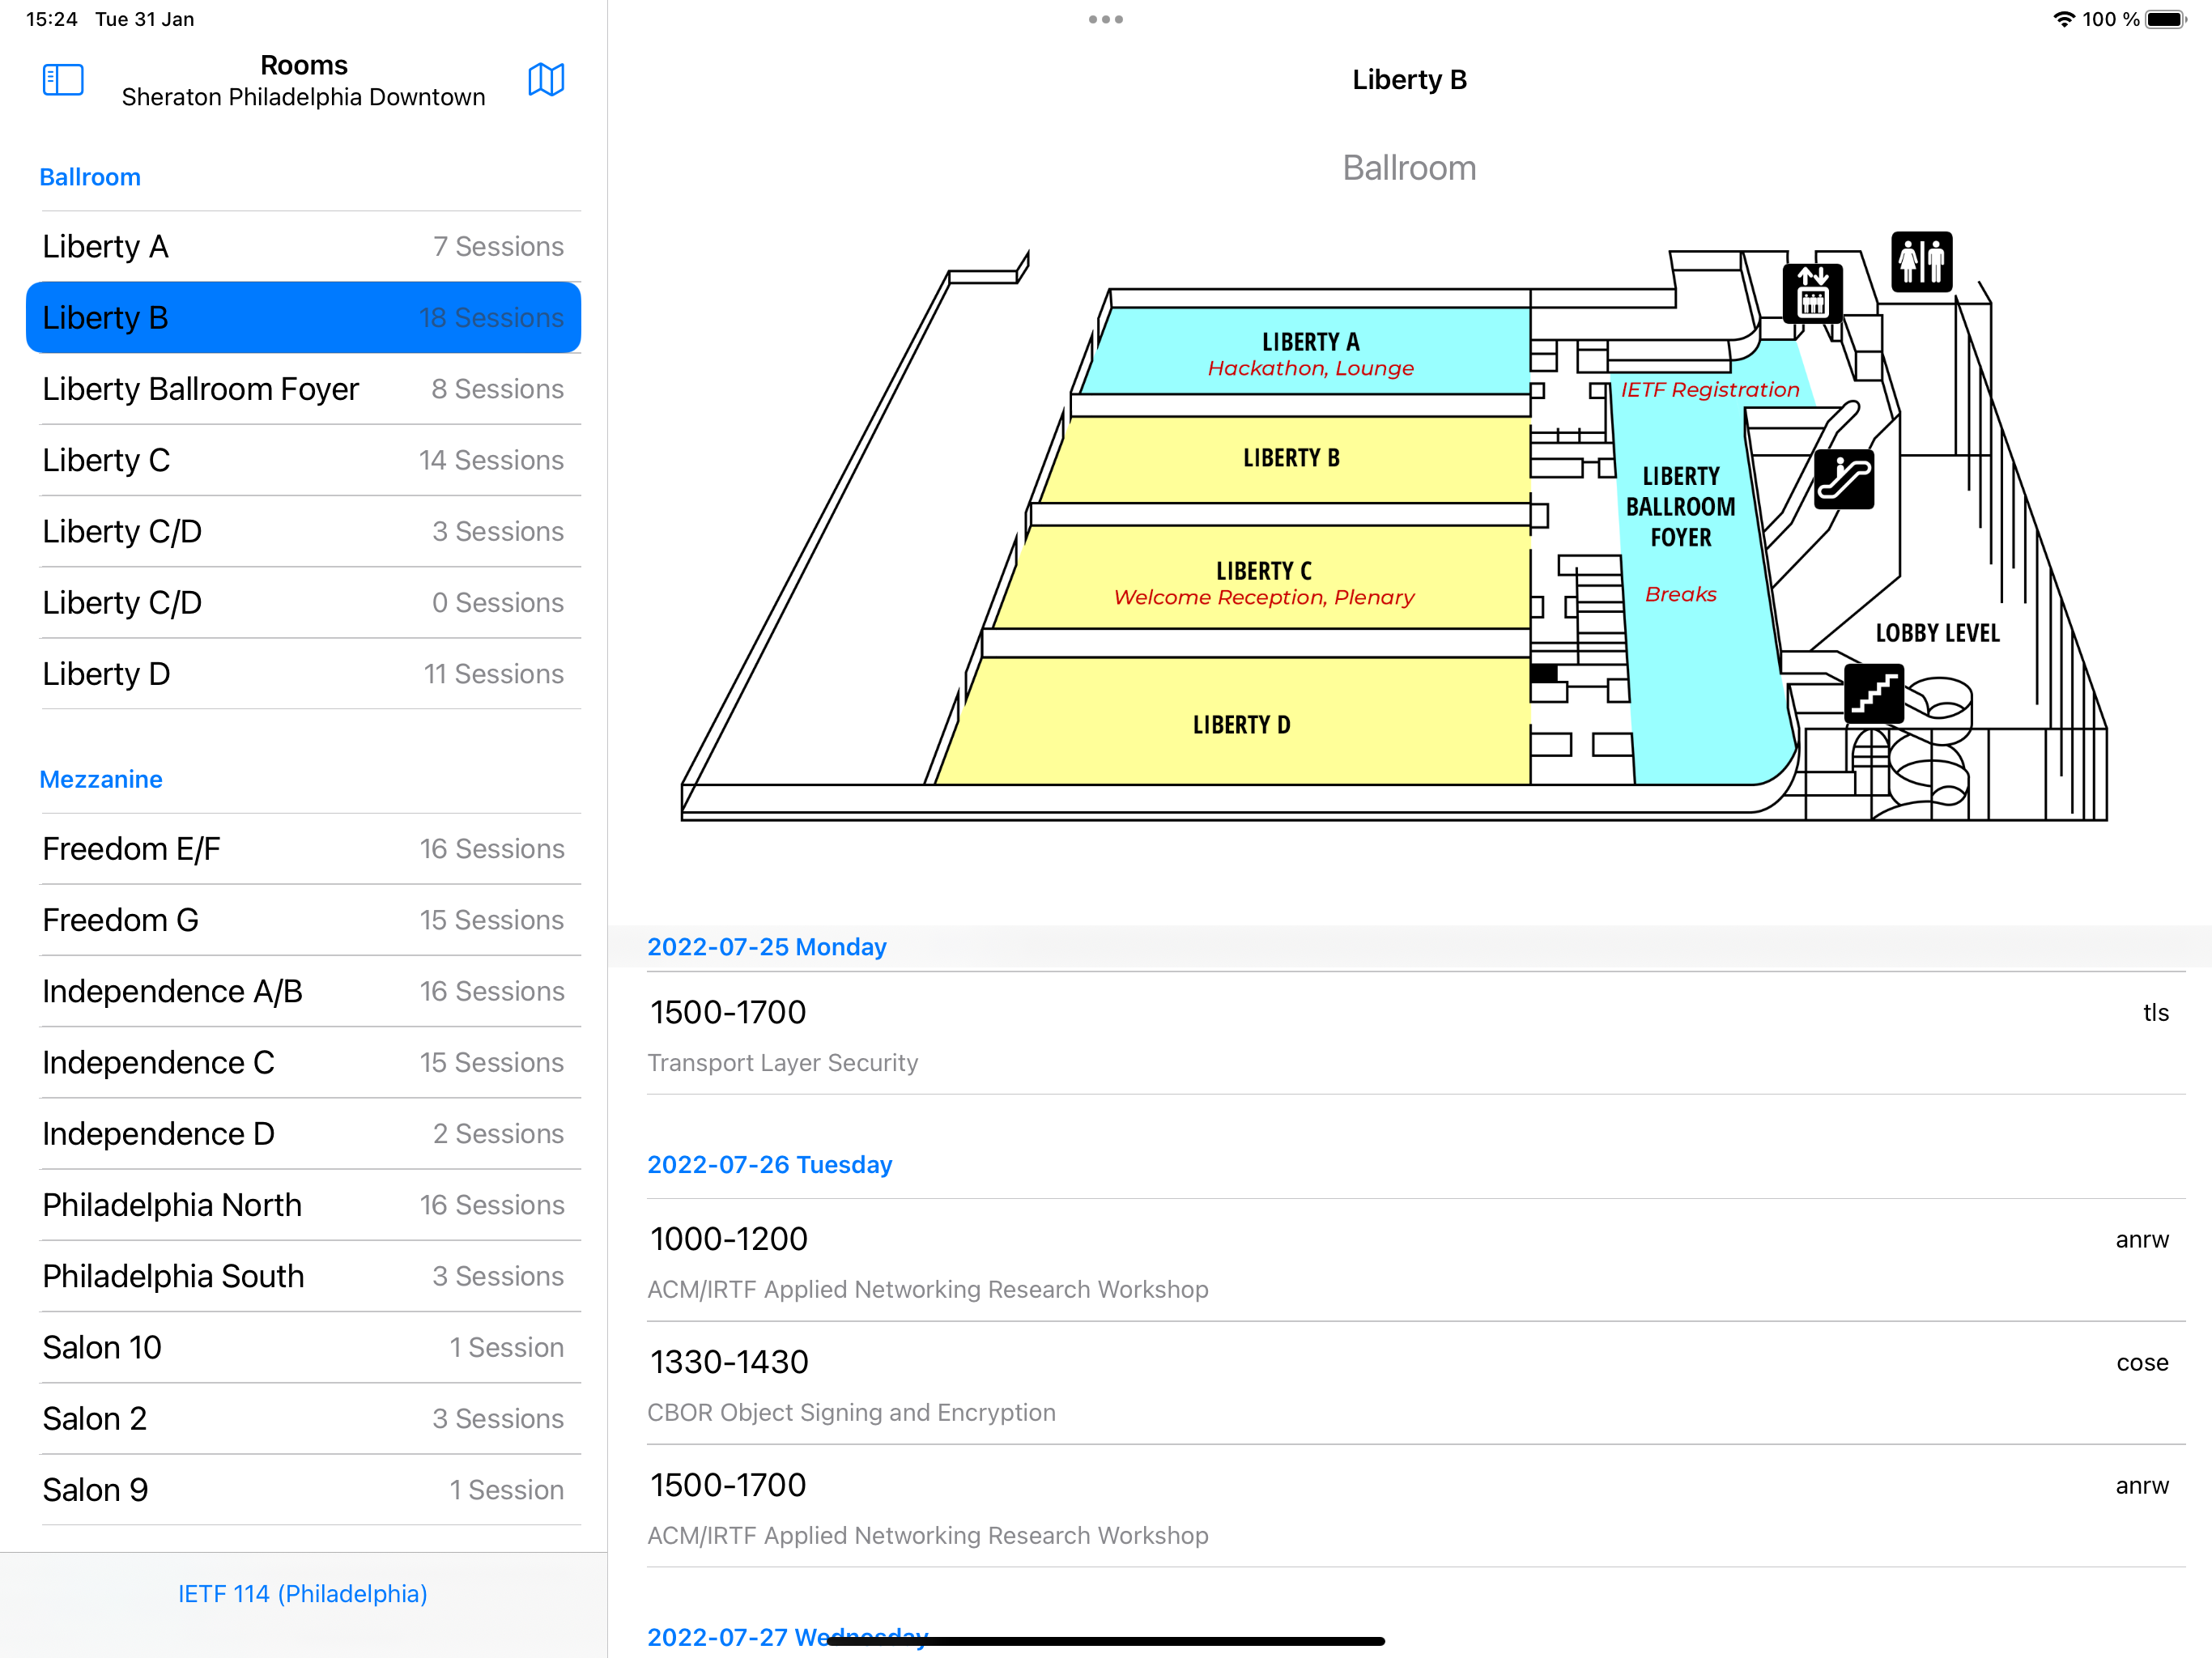 15:24 Tue 31 Jan
100 %
Rooms
Sheraton Philadelphia Downtown
Ballroom
Liberty A 7 Sessions
Liberty B 18 Sessions
Liberty Ballroom Foyer 8 Sessions
Liberty C 14 Sessions
Liberty C/D 3 Sessions
Liberty C/D 0 Sessions
Liberty D 11 Sessions
Mezzanine
Freedom E/F 16 Sessions
Freedom G 15 Sessions
Independence A/B 16 Sessions
Independence C 15 Sessions
Independence D 2 Sessions
Philadelphia North 16 Sessions
Philadelphia South 3 Sessions
Salon 10 1 Session
Salon 2 3 Sessions
Salon 9 1 Session
IETF 114 (Philadelphia)
Liberty B
Ballroom
LIBERTY A
Hackathon, Lounge
IETF Registration
LIBERTY B
LIBERTY
BALLROOM
FOYER
LIBERTY C
Welcome Reception, Plenary
Breaks
LOBBY LEVEL
LIBERTY D
2022-07-25 Monday
1500-1700 tls
Transport Layer Security
2022-07-26 Tuesday
1000-1200 anrw
ACM/IRTF Applied Networking Research Workshop
1330-1430 cose
CBOR Object Signing and Encryption
1500-1700 anrw
ACM/IRTF Applied Networking Research Workshop
2022-07-27 Wednesday